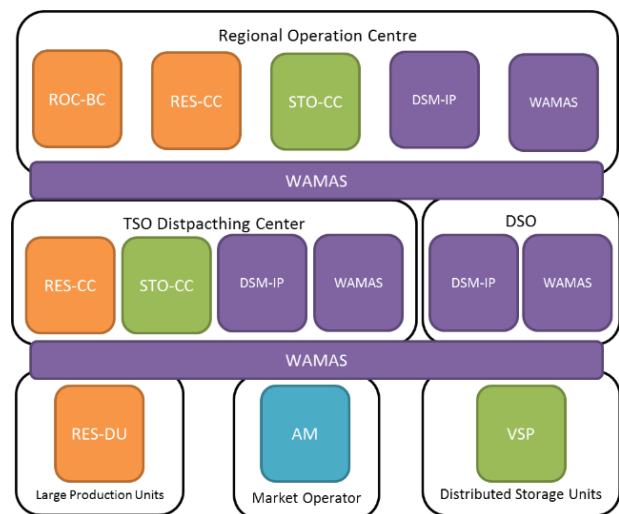 Regional Operation Centre
ROC-BC RES-CC STO-CC DSM-IP WAMAS
WAMAS
TSO Distpacthing Center DSO
RES-CC STO-CC DSM-IP WAMAS DSM-IP WAMAS
WAMAS
RES-DU AM VSP
Large Production Units Market Operator Distributed Storage Units